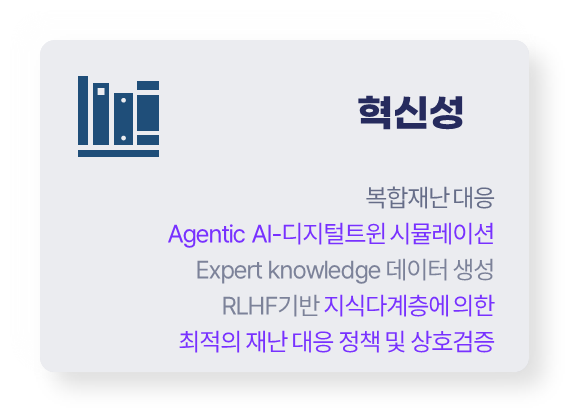 혁신성
복합재난 대응
Agentic AI-디지털트윈 시뮬레이션
Expert knowledge 데이터 생성
RLHF기반 지식다계층에 의한
최적의 재난 대응 정책 및 상호검증